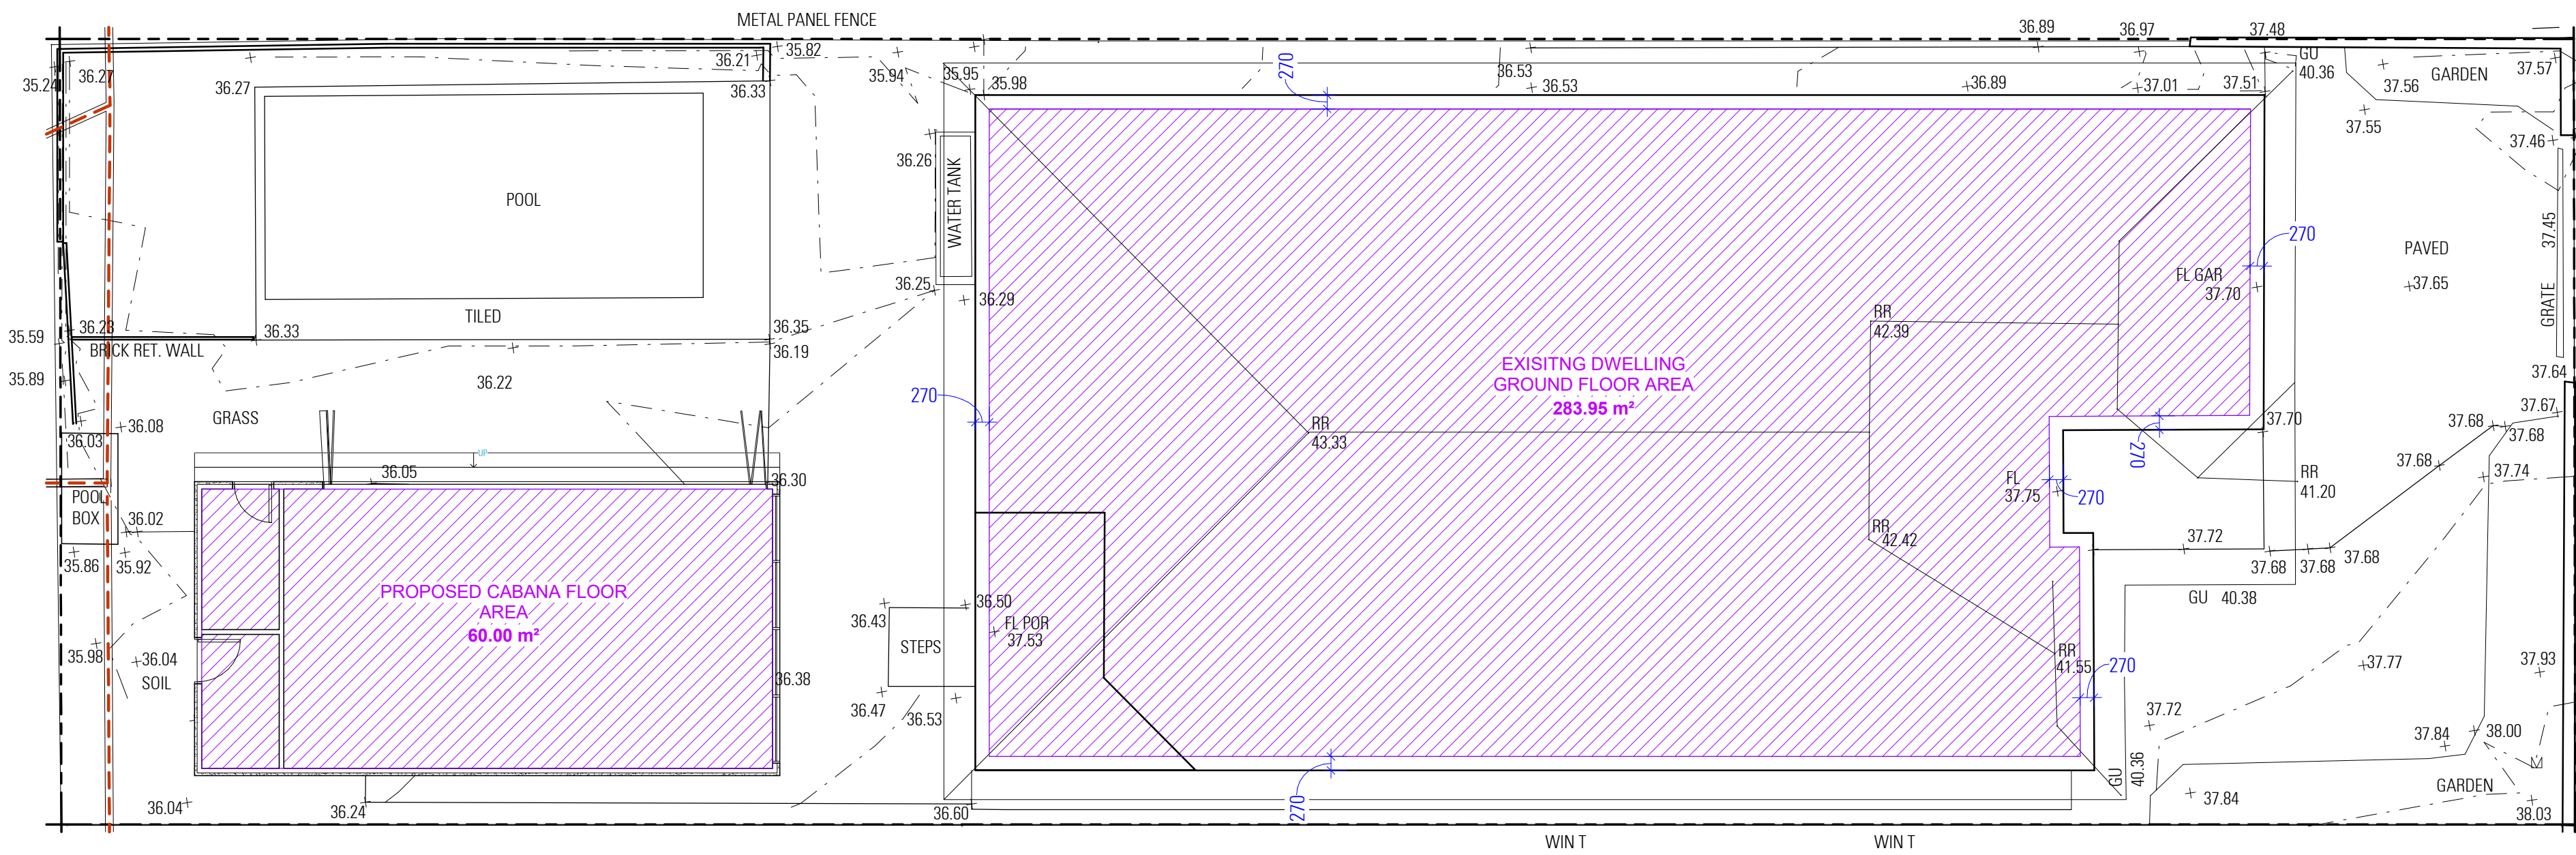 METAL PANEL FENCE
35.24
36.27
36.27
36.21
35.82
36.33
35.94
35.95
35.98
270
36.53
36.53
36.89
36.89
36.97
37.01
37.48
37.51
GU
40.36
37.56
GARDEN
37.57
37.55
37.46
POOL
36.26
WATER TANK
36.25
36.29
270
FL GAR
37.70
PAVED
37.65
37.45
GRATE
TILED
35.59
36.23
BRICK RET. WALL
36.33
36.35
36.19
35.89
36.22
GRASS
270
RR
42.39
EXISITNG DWELLING
GROUND FLOOR AREA
283.95 m²
RR
43.33
37.64
37.67
37.70
270
37.68
37.68
37.68
37.74
36.03
36.08
UP
36.05
36.30
FL
37.75
270
RR
41.20
POOL
BOX
36.02
35.86
35.92
RR
42.42
37.72
37.68
37.68
37.68
PROPOSED CABANA FLOOR
AREA
60.00 m²
36.43
36.50
FL POR
37.53
STEPS
GU 40.38
35.98
36.04
SOIL
36.38
RR
41.55
270
37.77
37.93
36.47
36.53
37.72
37.84
38.00
GU
40.36
36.04
36.24
36.60
270
37.84
GARDEN
38.03
WIN T
WIN T